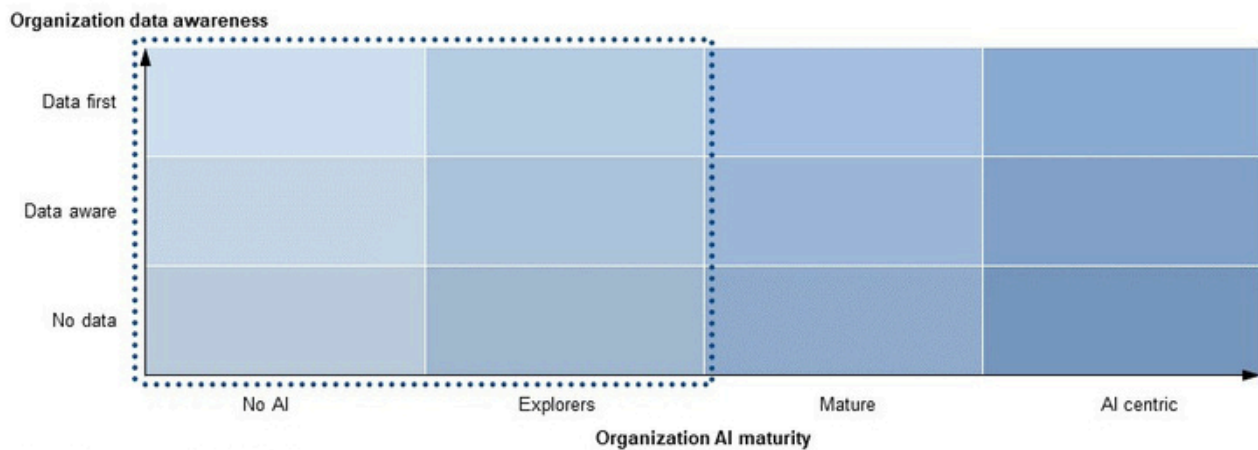 Organization data awareness
Data first
Data aware
No data
No AI
Explorers
Mature
AI centric
Organization AI maturity